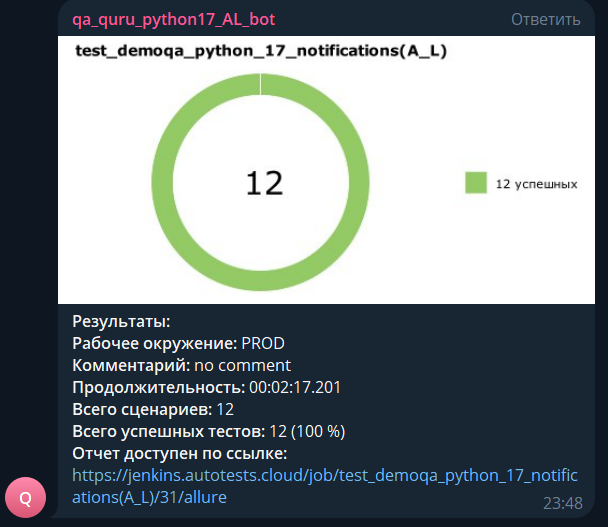 qa_quru_python17_AL_bot Ответить
test_demoqa_python_17_notifications(A_L)
12
12 успешных
Результаты:
Рабочее окружение: PROD
Комментарий: no comment
Продолжительность: 00:02:17.201
Всего сценариев: 12
Всего успешных тестов: 12 (100 %)
Отчет доступен по ссылке:
https://jenkins.autotests.cloud/job/test_demoqa_python_17_notific
ations(A_L)/31/allure
Q
23:48